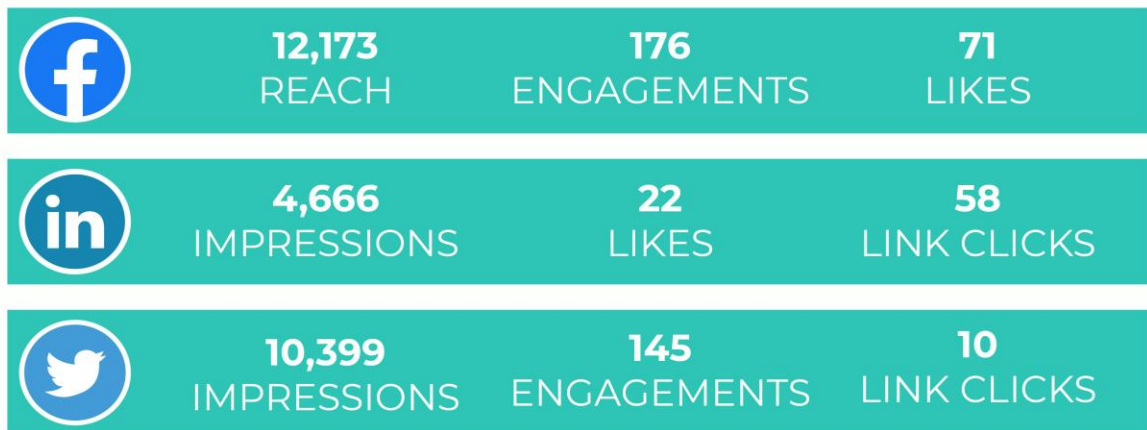 12,173 176 71
REACH ENGAGEMENTS LIKES
in
4,666 22 58
IMPRESSIONS LIKES LINK CLICKS
10,399 145 10
IMPRESSIONS ENGAGEMENTS LINK CLICKS